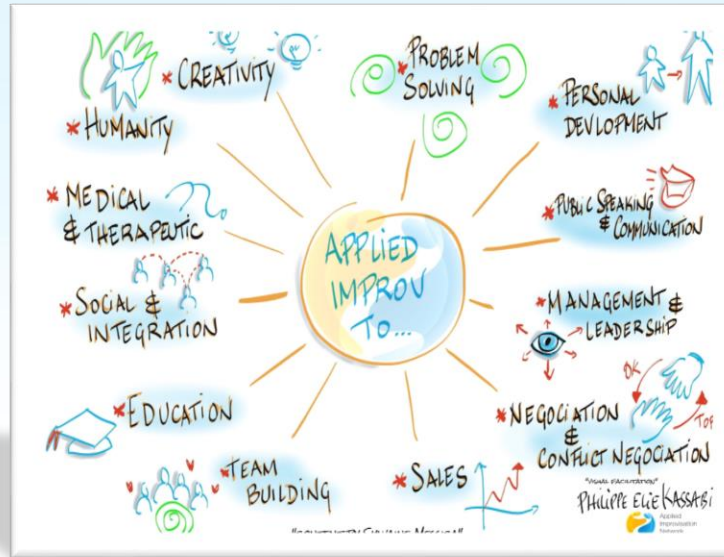 * CREATIVITY
* PROBLEM
SOLVING
* PERSONAL
DEVLOPMENT
* HUMANITY
* MEDICAL
& THERAPEUTIC
* PUBLIC SPEAKING
& COMMUNICATION
* SOCIAL &
INTEGRATION
APPLIED
IMPROV
TO...
* MANAGEMENT &
LEADERSHIP
* EDUCATION
* NEGOCIATION
&
CONFLICT NEGOCIATION
OK
* TEAM
BUILDING
* SALES
"VISUAL FACILITATION"
PHILIPPE ELIE KASSABI
Applied
Improvisation
Network